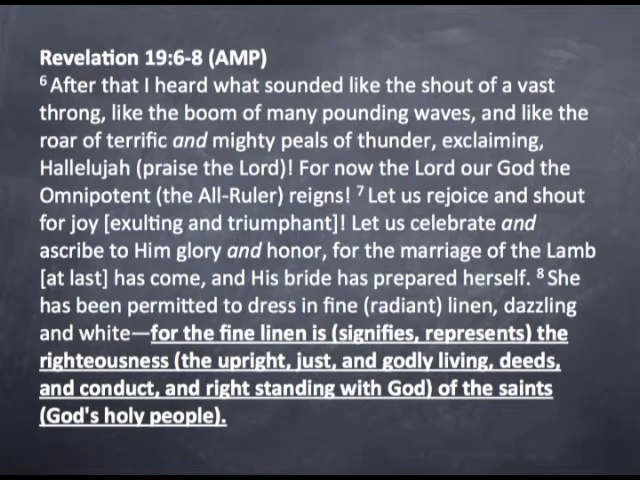 Revelation 19:6-8 (AMP)
6 After that I heard what sounded like the shout of a vast
throng, like the boom of many pounding waves, and like the
roar of terrific and mighty peals of thunder, exclaiming,
Hallelujah (praise the Lord)! For now the Lord our God the
Omnipotent (the All-Ruler) reigns! 7 Let us rejoice and shout
for joy [exulting and triumphant]! Let us celebrate and
ascribe to Him glory and honor, for the marriage of the Lamb
[at last] has come, and His bride has prepared herself. 8 She
has been permitted to dress in fine (radiant) linen, dazzling
and white—for the fine linen is (signifies, represents) the
righteousness (the upright, just, and godly living, deeds,
and conduct, and right standing with God) of the saints
(God's holy people).